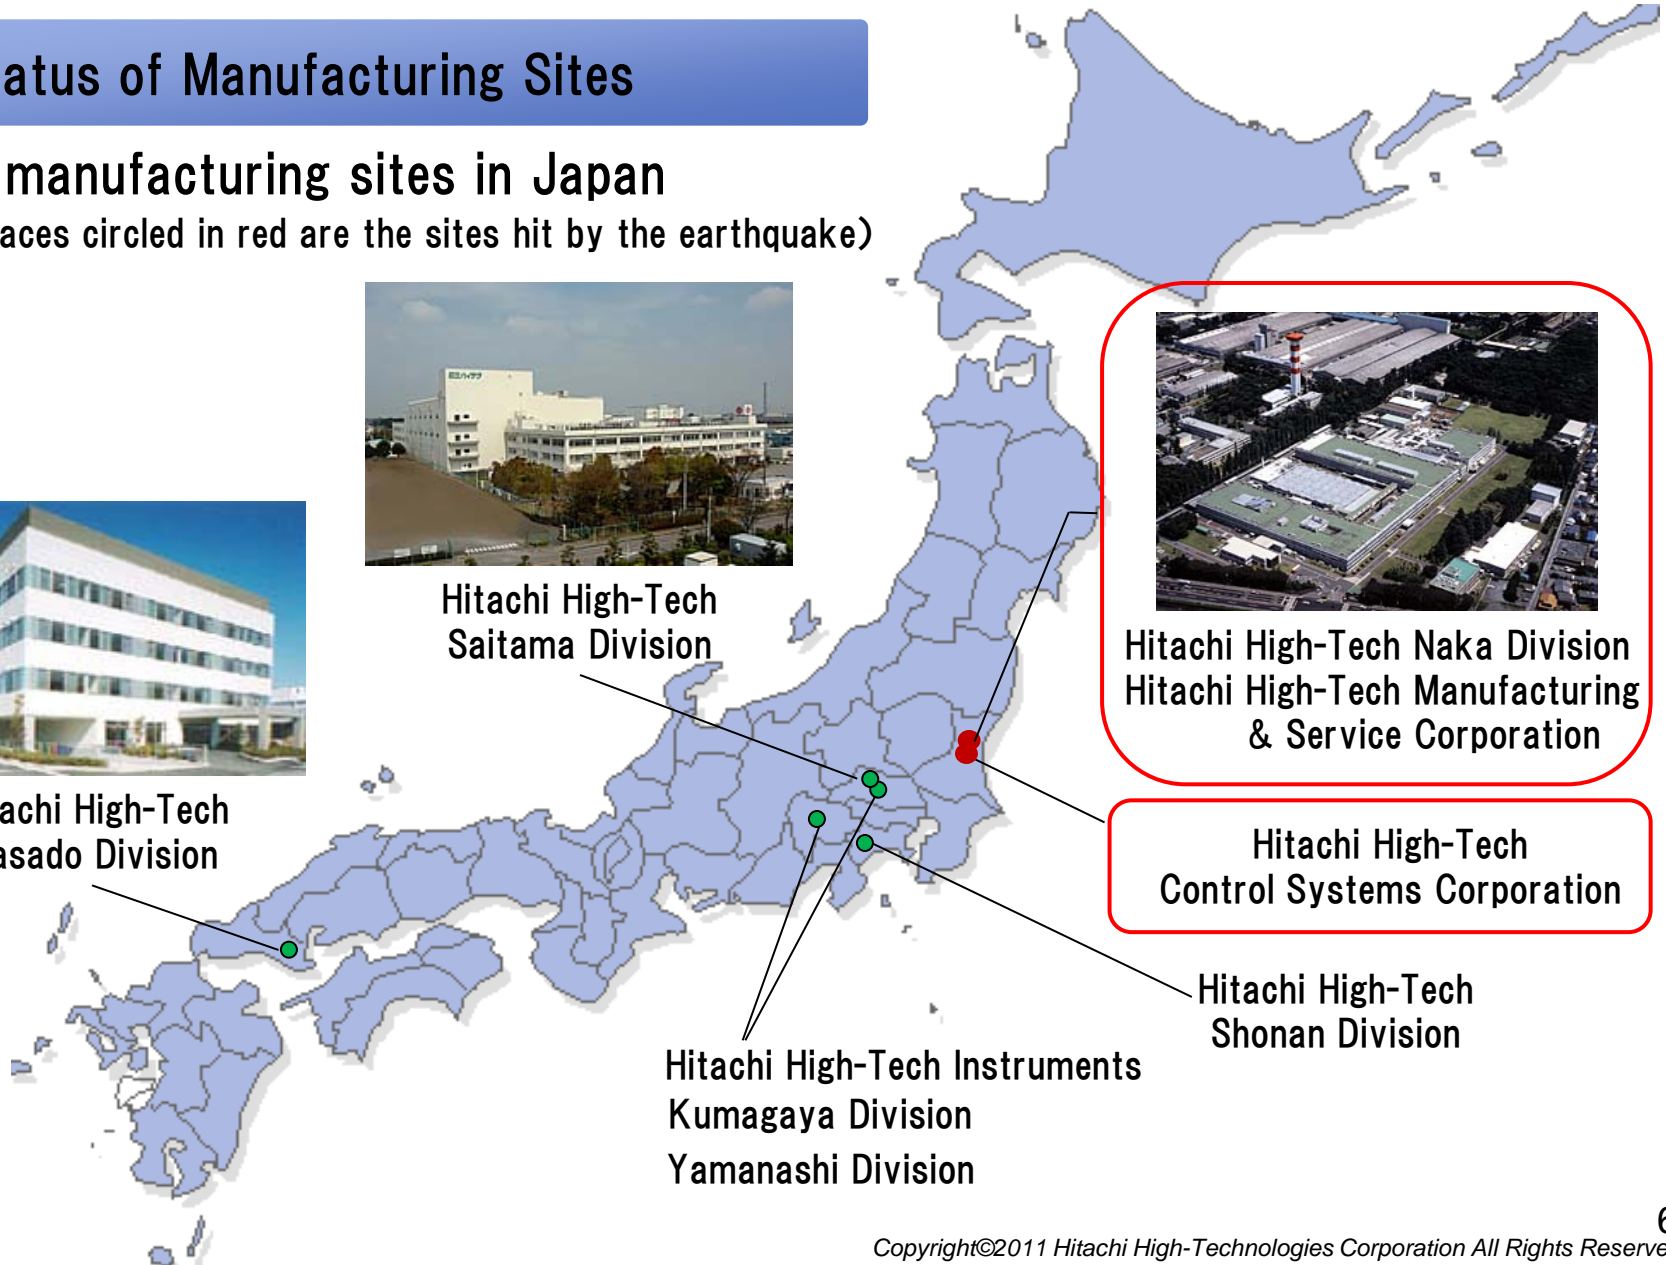 atus of Manufacturing Sites
manufacturing sites in Japan
aces circled in red are the sites hit by the earthquake)
Hitachi High-Tech
Saitama Division
Hitachi High-Tech Naka Division
Hitachi High-Tech Manufacturing
& Service Corporation
achi High-Tech
asado Division
Hitachi High-Tech
Control Systems Corporation
Hitachi High-Tech
Shonan Division
Hitachi High-Tech Instruments
Kumagaya Division
Yamanashi Division
6
Copyright©2011 Hitachi High-Technologies Corporation All Rights Reserve